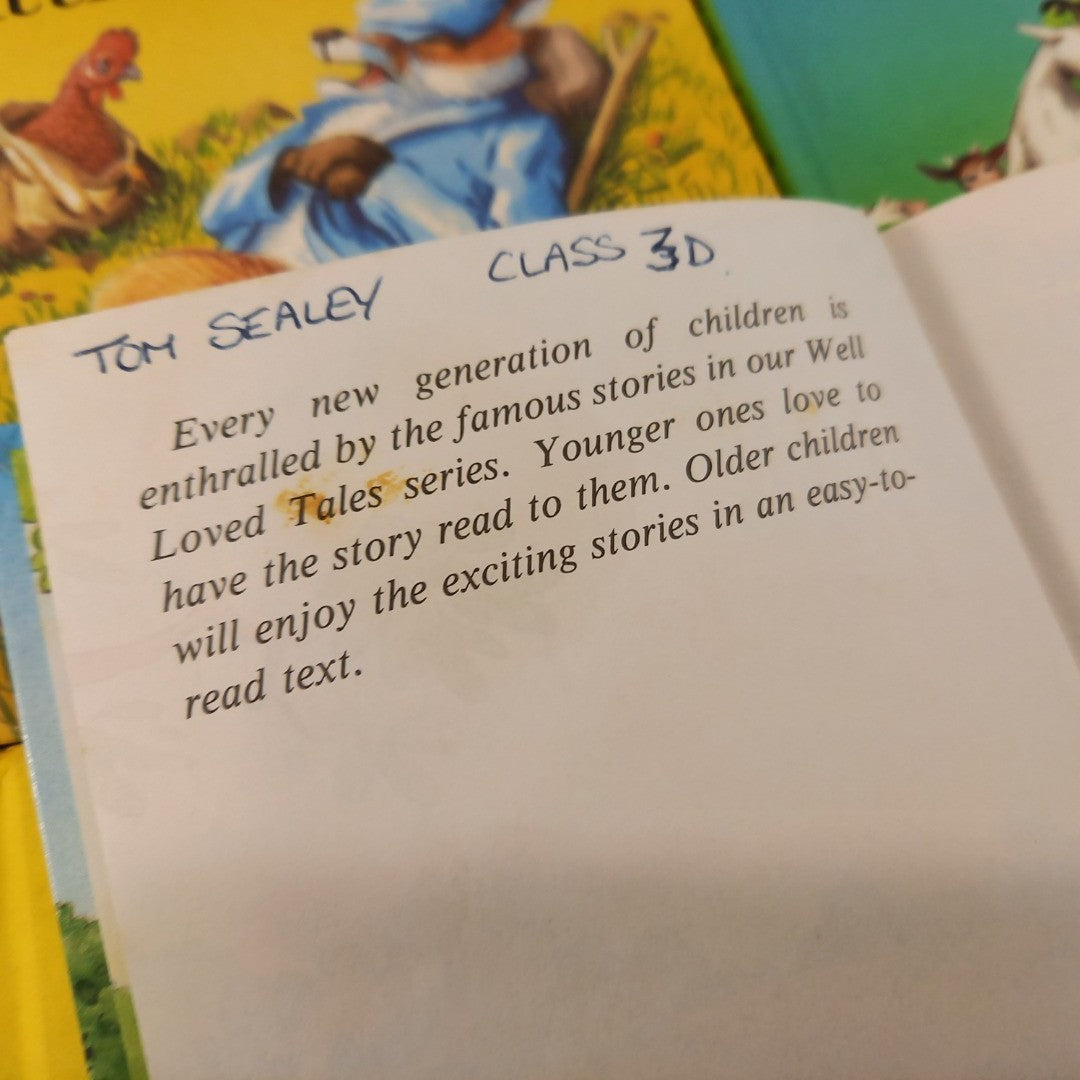 TOM SEALEY CLASS 3D
Every new generation of children is
enthralled by the famous stories in our Well
Loved Tales series. Younger ones love to
have the story read to them. Older children
will enjoy the exciting stories in an easy-to-
read text.